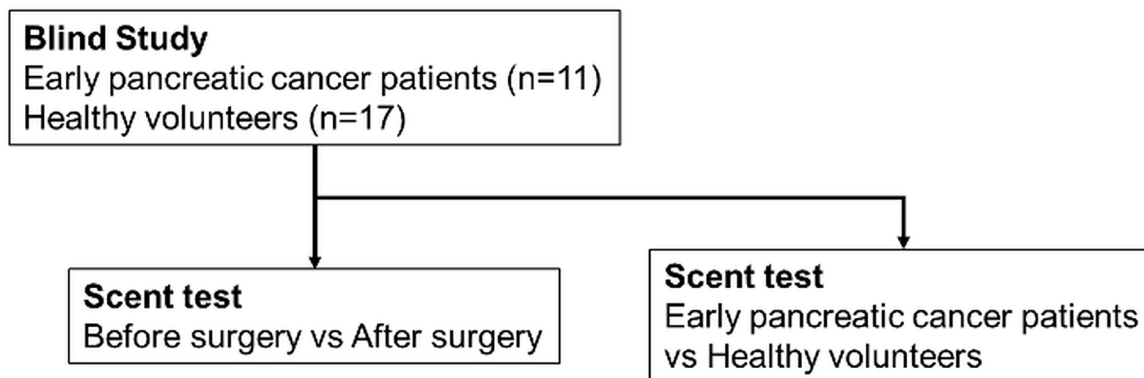 Blind Study
Early pancreatic cancer patients (n=11)
Healthy volunteers (n=17)
Scent test
Before surgery vs After surgery
Scent test
Early pancreatic cancer patients
vs Healthy volunteers